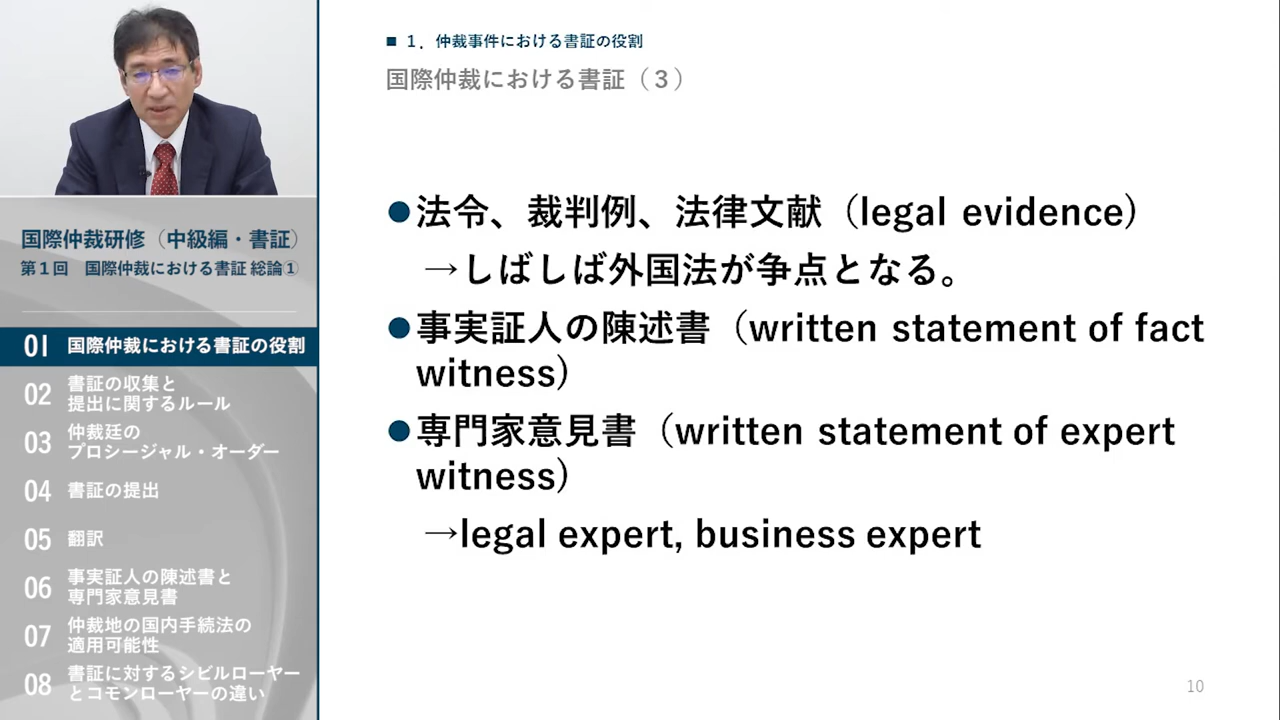 ■ 1．仲裁事件における書証の役割
国際仲裁における書証（３）
●法令、裁判例、法律文献（legal evidence）
→しばしば外国法が争点となる。
●事実証人の陳述書（written statement of fact
witness）
●専門家意見書（written statement of expert
witness）
→legal expert, business expert
10
国際仲裁研修（中級編・書証）
第１回　国際仲裁における書証 総論①
01 国際仲裁における書証の役割
02 書証の収集と
提出に関するルール
03 仲裁廷の
プロシージャル・オーダー
04 書証の提出
05 翻訳
06 事実証人の陳述書と
専門家意見書
07 仲裁地の国内手続法の
適用可能性
08 書証に対するシビルローヤー
とコモンローヤーの違い